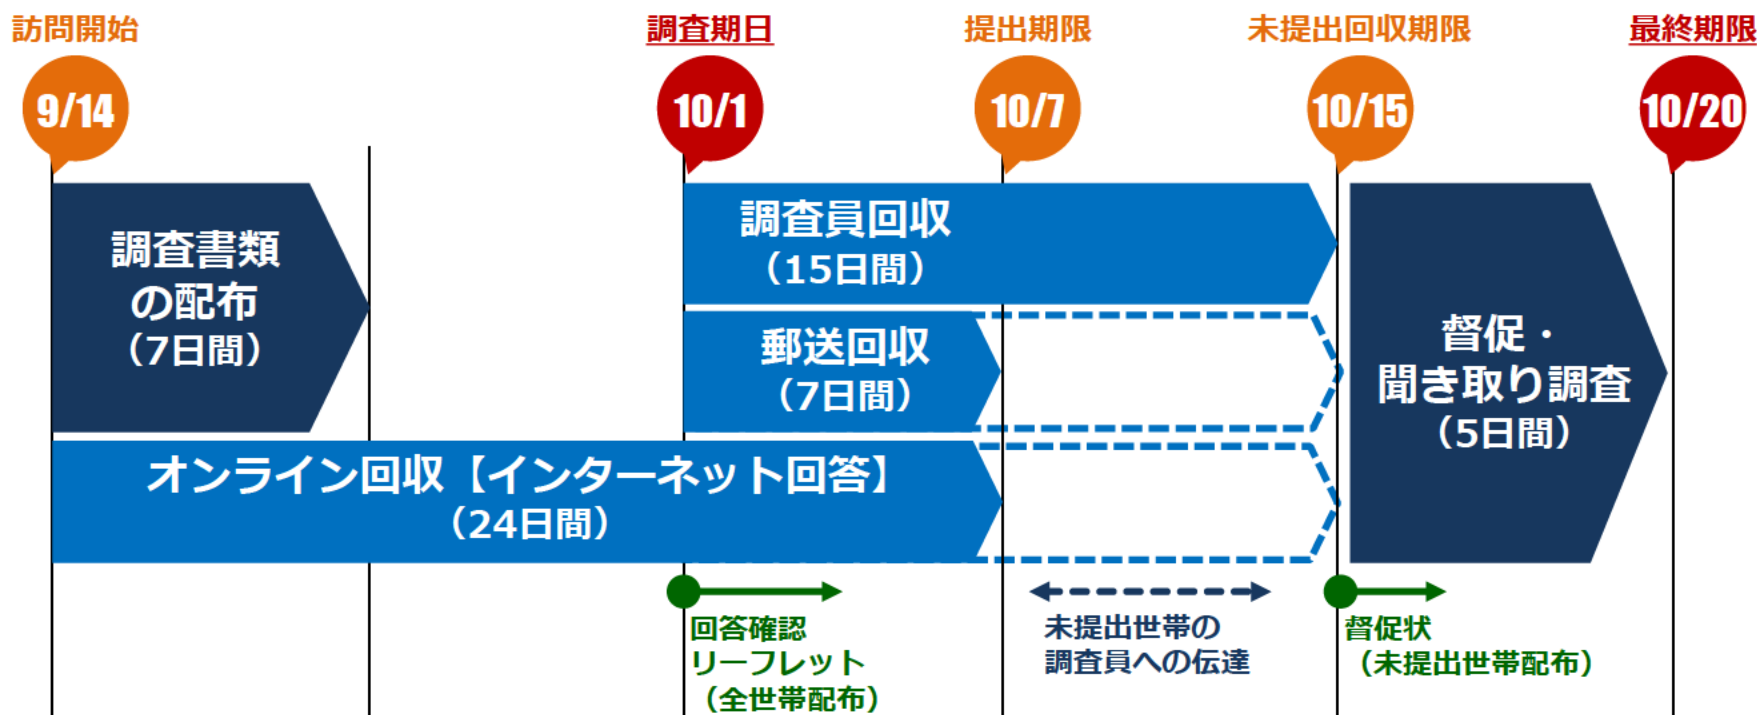 訪問開始
調査期日
提出期限
未提出回収期限
最終期限
9/14
10/1
10/7
10/15
10/20
調査書類
の配布
（7日間）
調査員回収
（15日間）
郵送回収
（7日間）
オンライン回収【インターネット回答】
（24日間）
督促・
聞き取り調査
（5日間）
回答確認
リーフレット
（全世帯配布）
未提出世帯の
調査員への伝達
督促状
（未提出世帯配布）